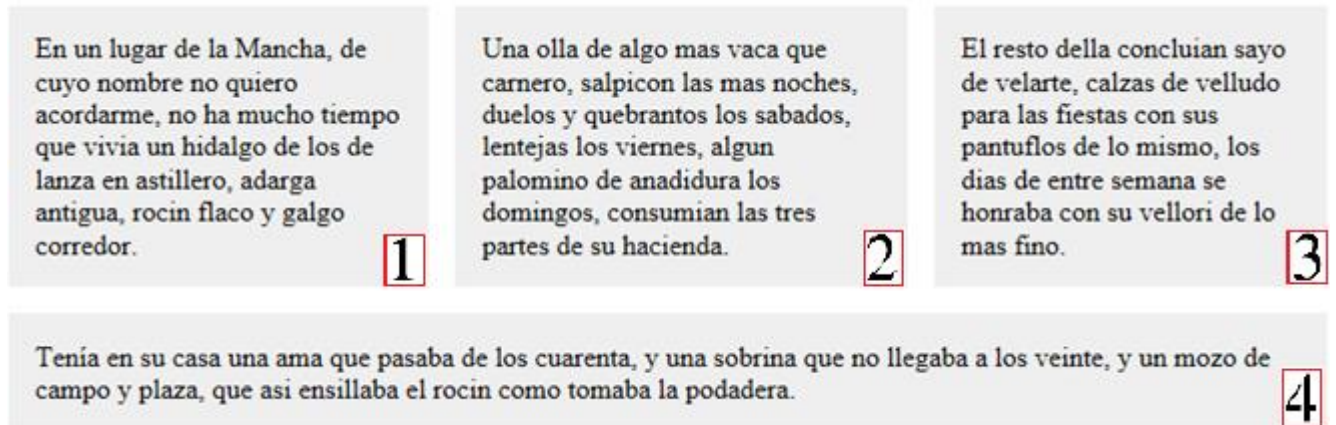 En un lugar de la Mancha, de
cuyo nombre no quiero
acordarme, no ha mucho tiempo
que vivia un hidalgo de los de
lanza en astillero, adarga
antigua, rocin flaco y galgo
corredor.
1
Una olla de algo mas vaca que
carnero, salpicon las mas noches,
duelos y quebrantos los sabados,
lentejas los viernes, algun
palomino de anadidura los
domingos, consumian las tres
partes de su hacienda.
2
El resto della concluian sayo
de velarte, calzas de velludo
para las fiestas con sus
pantuflos de lo mismo, los
dias de entre semana se
honraba con su vellori de lo
mas fino.
3
Tenía en su casa una ama que pasaba de los cuarenta, y una sobrina que no llegaba a los veinte, y un mozo de
campo y plaza, que asi ensillaba el rocin como tomaba la podadera.
4